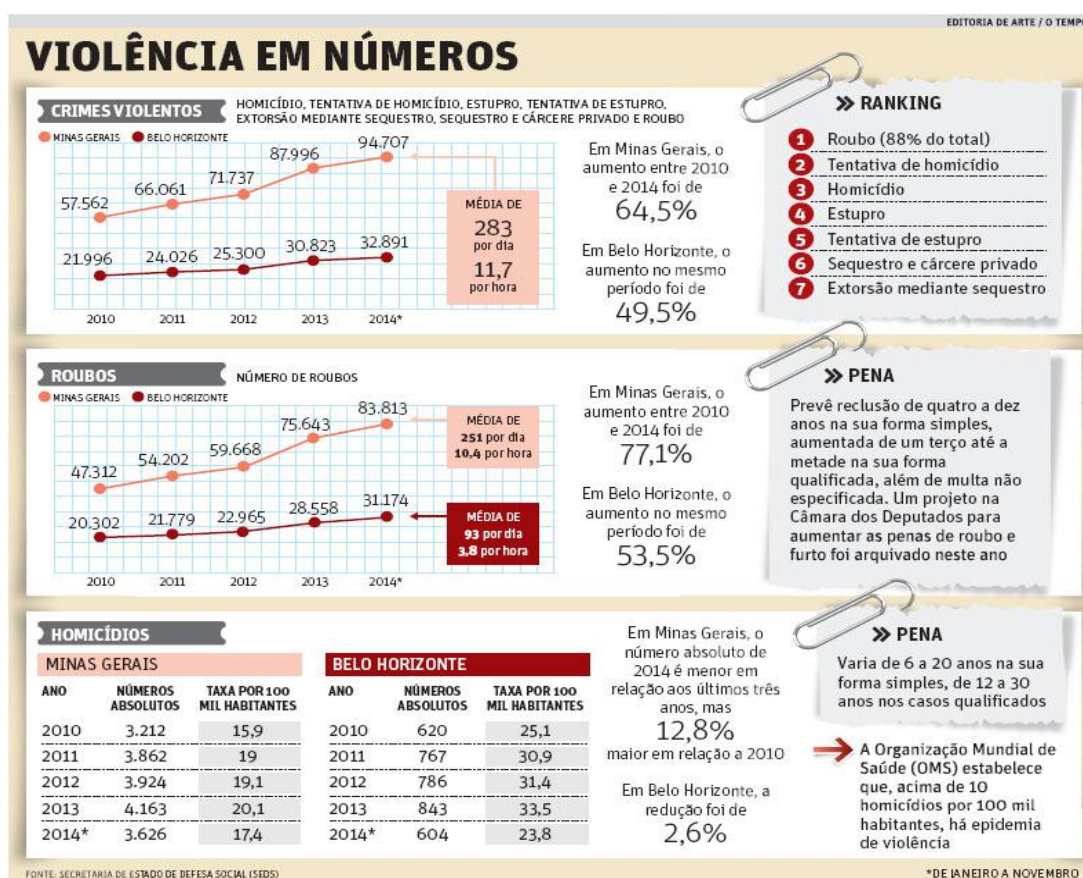 EDITORIA DE ARTE / O TEMPO
VIOLÊNCIA EM NÚMEROS
CRIMES VIOLENTOS
HOMICÍDIO, TENTATIVA DE HOMICÍDIO, ESTUPRO, TENTATIVA DE ESTUPRO,
EXTORSÃO MEDIANTE SEQUESTRO, SEQUESTRO E CÁRCERE PRIVADO E ROUBO
MINAS GERAIS BELO HORIZONTE
57.562 66.061 71.737 87.996 94.707
21.996 24.026 25.300 30.823 32.891
2010 2011 2012 2013 2014*
MÉDIA DE
283
por dia
11,7
por hora
Em Minas Gerais, o
aumento entre 2010
e 2014 foi de
64,5%
Em Belo Horizonte, o
aumento no mesmo
período foi de
49,5%
» RANKING
1 Roubo (88% do total)
2 Tentativa de homicídio
3 Homicídio
4 Estupro
5 Tentativa de estupro
6 Sequestro e cárcere privado
7 Extorsão mediante sequestro
ROUBOS
NÚMERO DE ROUBOS
MINAS GERAIS BELO HORIZONTE
47.312 54.202 59.668 75.643 83.813
20.302 21.779 22.965 28.558 31.174
2010 2011 2012 2013 2014*
MÉDIA DE
251 por dia
10,4 por hora
MÉDIA DE
93 por dia
3,8 por hora
Em Minas Gerais, o
aumento entre 2010
e 2014 foi de
77,1%
Em Belo Horizonte, o
aumento no mesmo
período foi de
53,5%
» PENA
Prevê reclusão de quatro a dez
anos na sua forma simples,
aumentada de um terço até a
metade na sua forma
qualificada, além de multa não
especificada. Um projeto na
Câmara dos Deputados para
aumentar as penas de roubo e
furto foi arquivado neste ano
HOMICÍDIOS
MINAS GERAIS
ANO NÚMEROS ABSOLUTOS TAXA POR 100 MIL HABITANTES
2010 3.212 15,9
2011 3.862 19
2012 3.924 19,1
2013 4.163 20,1
2014* 3.626 17,4
BELO HORIZONTE
ANO NÚMEROS ABSOLUTOS TAXA POR 100 MIL HABITANTES
2010 620 25,1
2011 767 30,9
2012 786 31,4
2013 843 33,5
2014* 604 23,8
Em Minas Gerais, o
número absoluto de
2014 é menor em
relação aos últimos três
anos, mas
12,8%
maior em relação a 2010
Em Belo Horizonte, a
redução foi de
2,6%
» PENA
Varia de 6 a 20 anos na sua
forma simples, de 12 a 30
anos nos casos qualificados
A Organização Mundial de
Saúde (OMS) estabelece
que, acima de 10
homicídios por 100 mil
habitantes, há epidemia
de violência
FONTE: SECRETARIA DE ESTADO DE DEFESA SOCIAL (SEDS)
*DE JANEIRO A NOVEMBRO